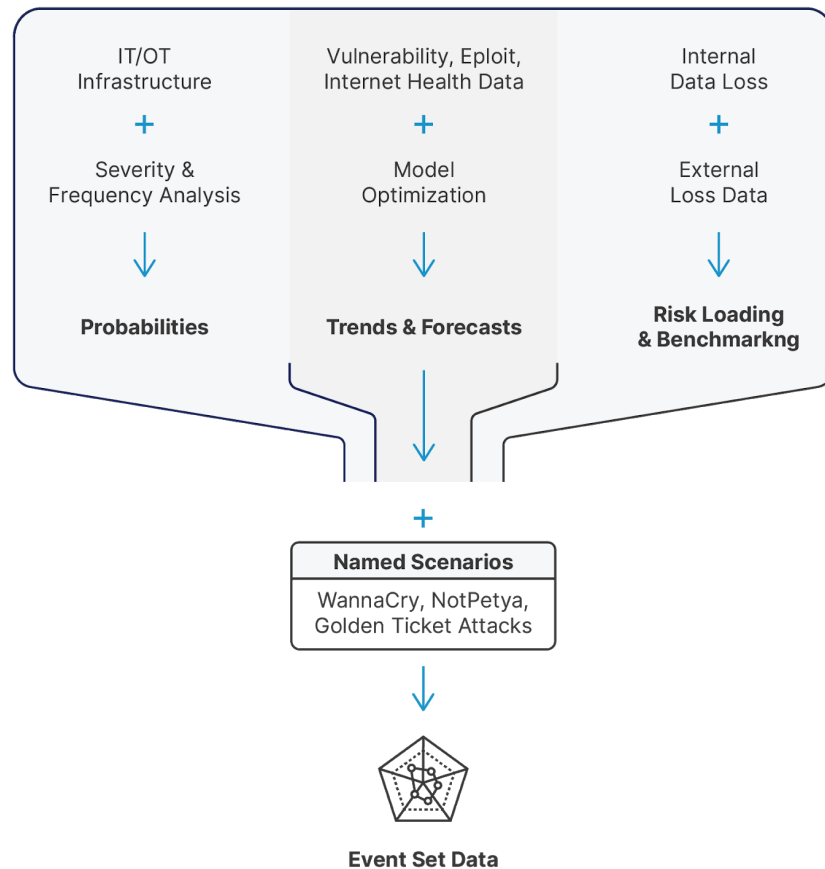 IT/OT
Infrastructure
+
Severity &
Frequency Analysis
Probabilities
Vulnerability, Eploit,
Internet Health Data
+
Model
Optimization
Trends & Forecasts
Internal
Data Loss
+
External
Loss Data
Risk Loading
& Benchmarkng
+
Named Scenarios
WannaCry, NotPetya,
Golden Ticket Attacks
Event Set Data